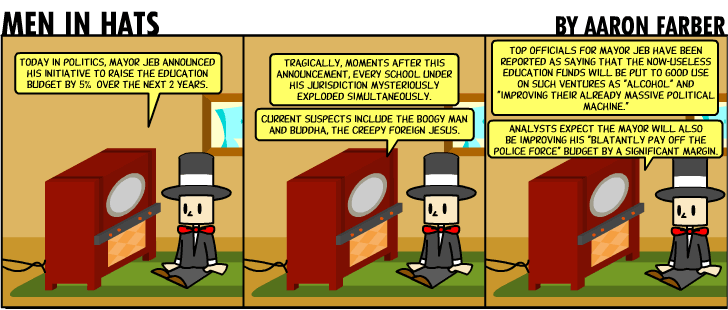 MEN IN HATS
BY AARON FARBER
TODAY IN POLITICS, MAYOR JEB ANNOUNCED
HIS INITIATIVE TO RAISE THE EDUCATION
BUDGET BY 5% OVER THE NEXT 2 YEARS.
TRAGICALLY, MOMENTS AFTER THIS
ANNOUNCEMENT, EVERY SCHOOL UNDER
HIS JURISDICTION MYSTERIOUSLY
EXPLODED SIMULTANEOUSLY.
CURRENT SUSPECTS INCLUDE THE BOOGY MAN
AND BUDDHA, THE CREEPY FOREIGN JESUS.
TOP OFFICIALS FOR MAYOR JEB HAVE BEEN
REPORTED AS SAYING THAT THE NOW-USELESS
EDUCATION FUNDS WILL BE PUT TO GOOD USE
ON SUCH VENTURES AS "ALCOHOL" AND
"IMPROVING THEIR ALREADY MASSIVE POLITICAL
MACHINE."
ANALYSTS EXPECT THE MAYOR WILL ALSO
BE IMPROVING HIS "BLATANTLY PAY OFF THE
POLICE FORCE" BUDGET BY A SIGNIFICANT MARGIN.